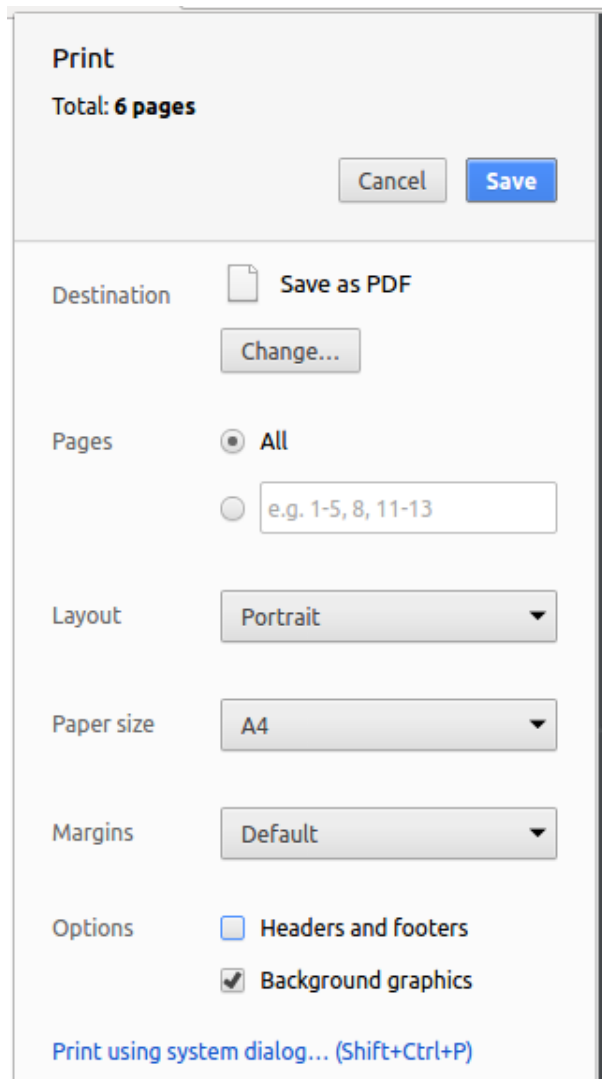 Print
Total: 6 pages
Cancel Save
Destination Save as PDF
Change...
Pages All
e.g. 1-5, 8, 11-13
Layout Portrait
Paper size A4
Margins Default
Options Headers and footers
Background graphics
Print using system dialog... (Shift+Ctrl+P)